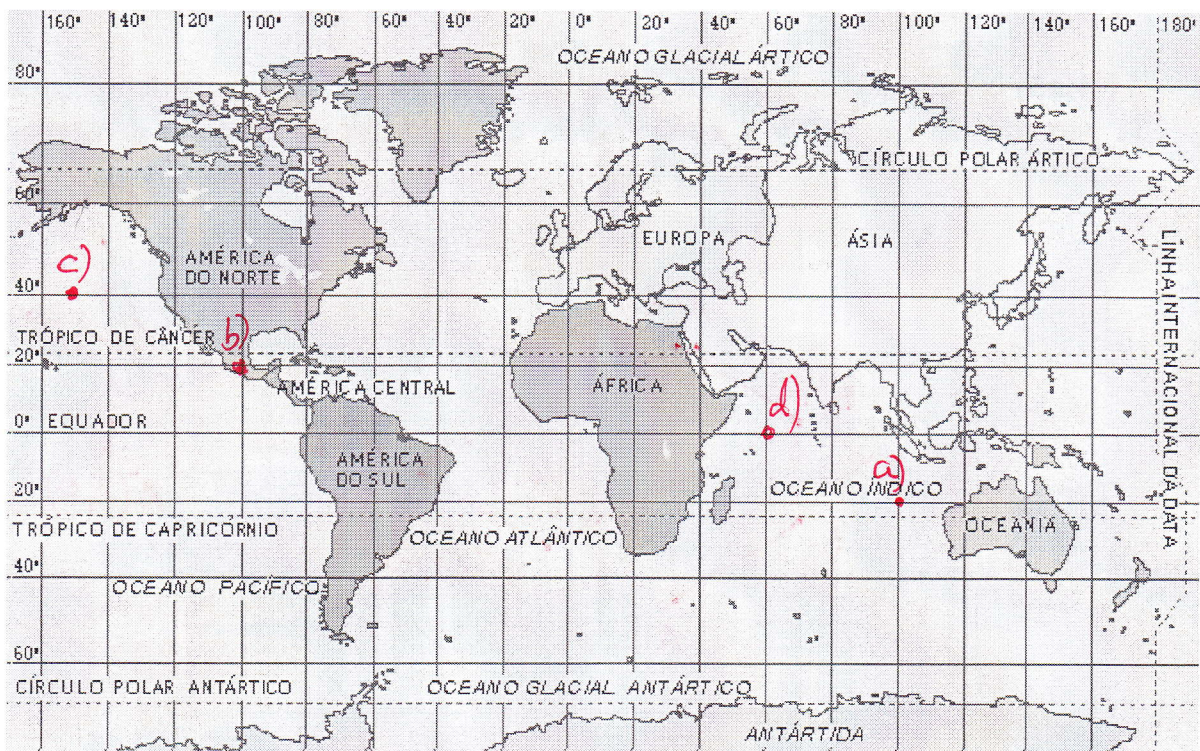 160° 140° 120° 100° 80° 60° 40° 20° 0° 20° 40° 60° 80° 100° 120° 140° 160° 180°
OCEANO GLACIAL ÁRTICO
80°
CÍRCULO POLAR ÁRTICO
60°
EUROPA
ÁSIA
AMÉRICA
DO NORTE
c)
40°
TRÓPICO DE CÂNCER
b)
20°
AMÉRICA CENTRAL
ÁFRICA
d)
0°
EQUADOR
AMÉRICA
DO SUL
a)
OCEANO ÍNDICO
20°
TRÓPICO DE CAPRICÓRNIO
OCEANO ATLÂNTICO
OCEANIA
LINHA INTERNACIONAL DA DATA
40°
OCEANO PACÍFICO
60°
CÍRCULO POLAR ANTÁRTICO
OCEANO GLACIAL ANTÁRTICO
ANTÁRTIDA